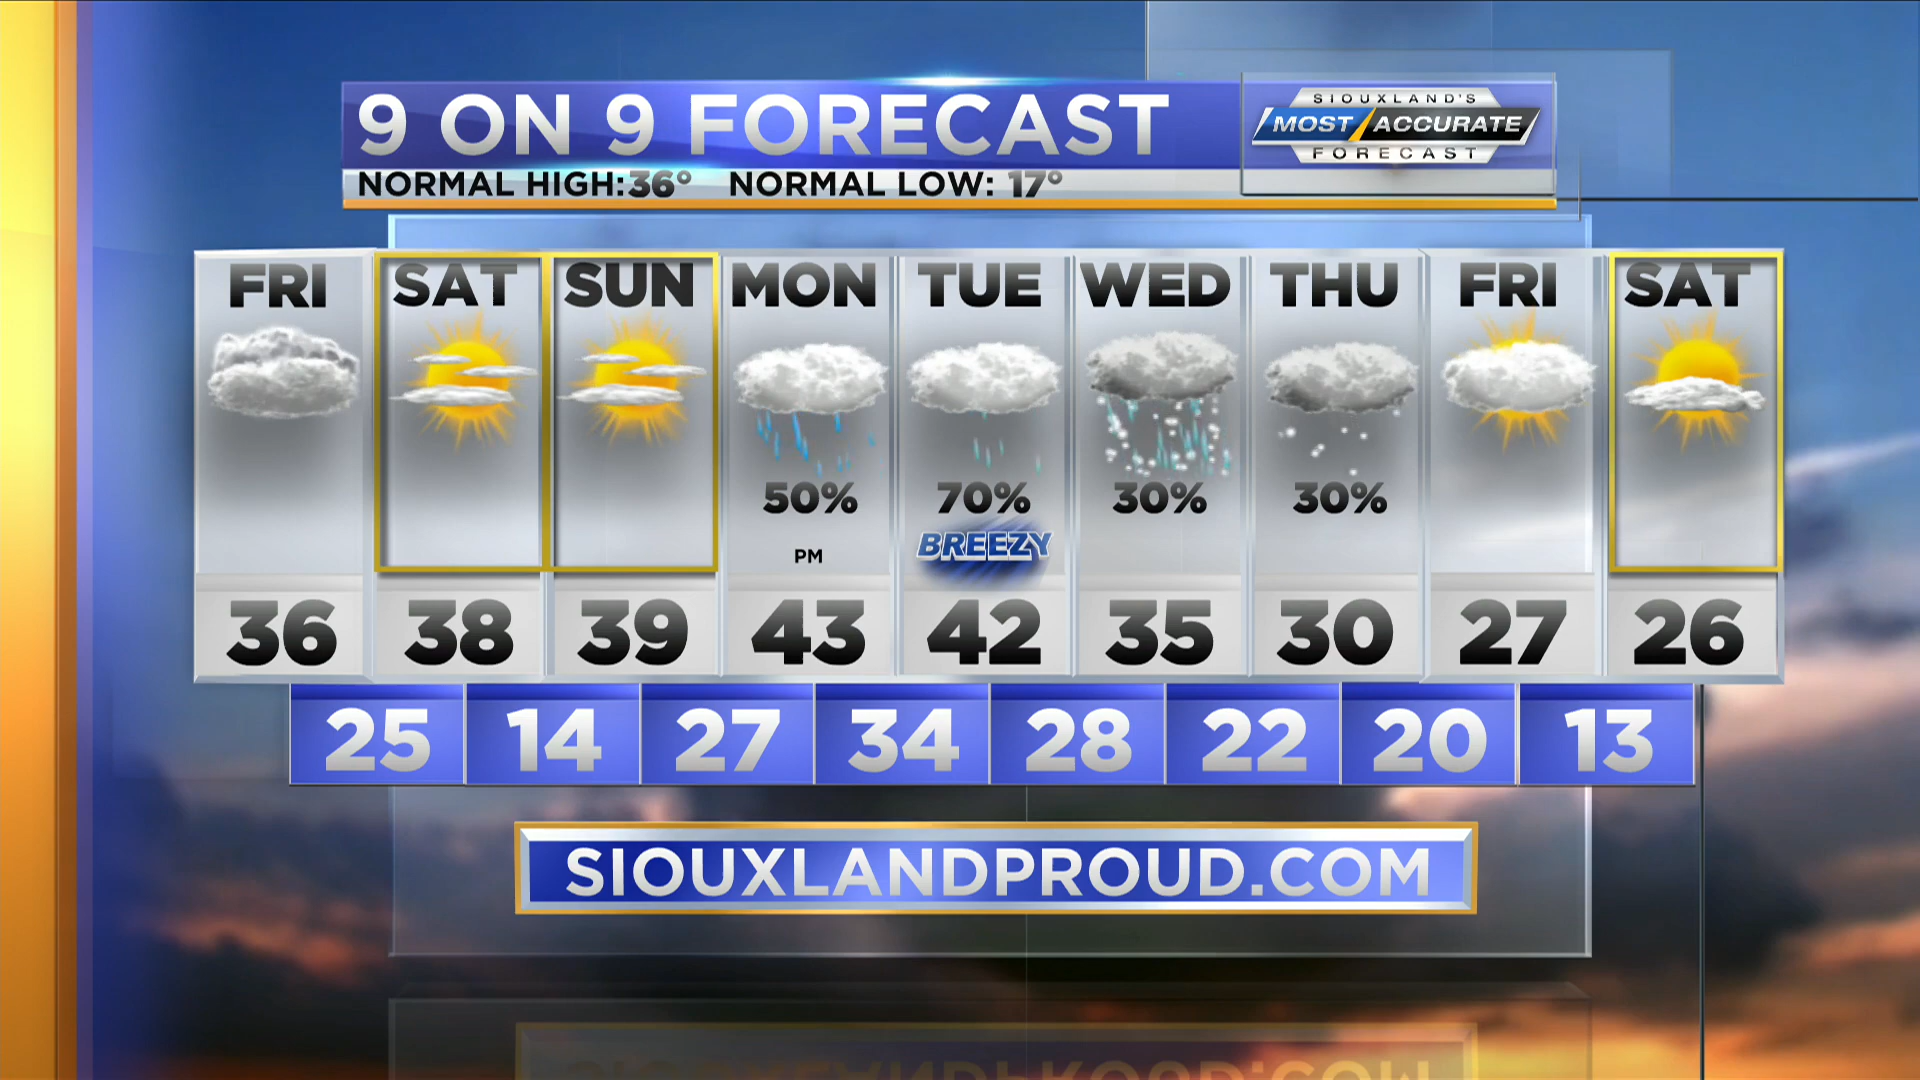 9 ON 9 FORECAST
SIOUXLAND'S
MOST ACCURATE
FORECAST
NORMAL HIGH: 36° NORMAL LOW: 17°
FRI SAT SUN MON TUE WED THU FRI SAT
50% 70% 30% 30%
PM BREEZY
36 38 39 43 42 35 30 27 26
25 14 27 34 28 22 20 13
SIOUXLANDPROUD.COM